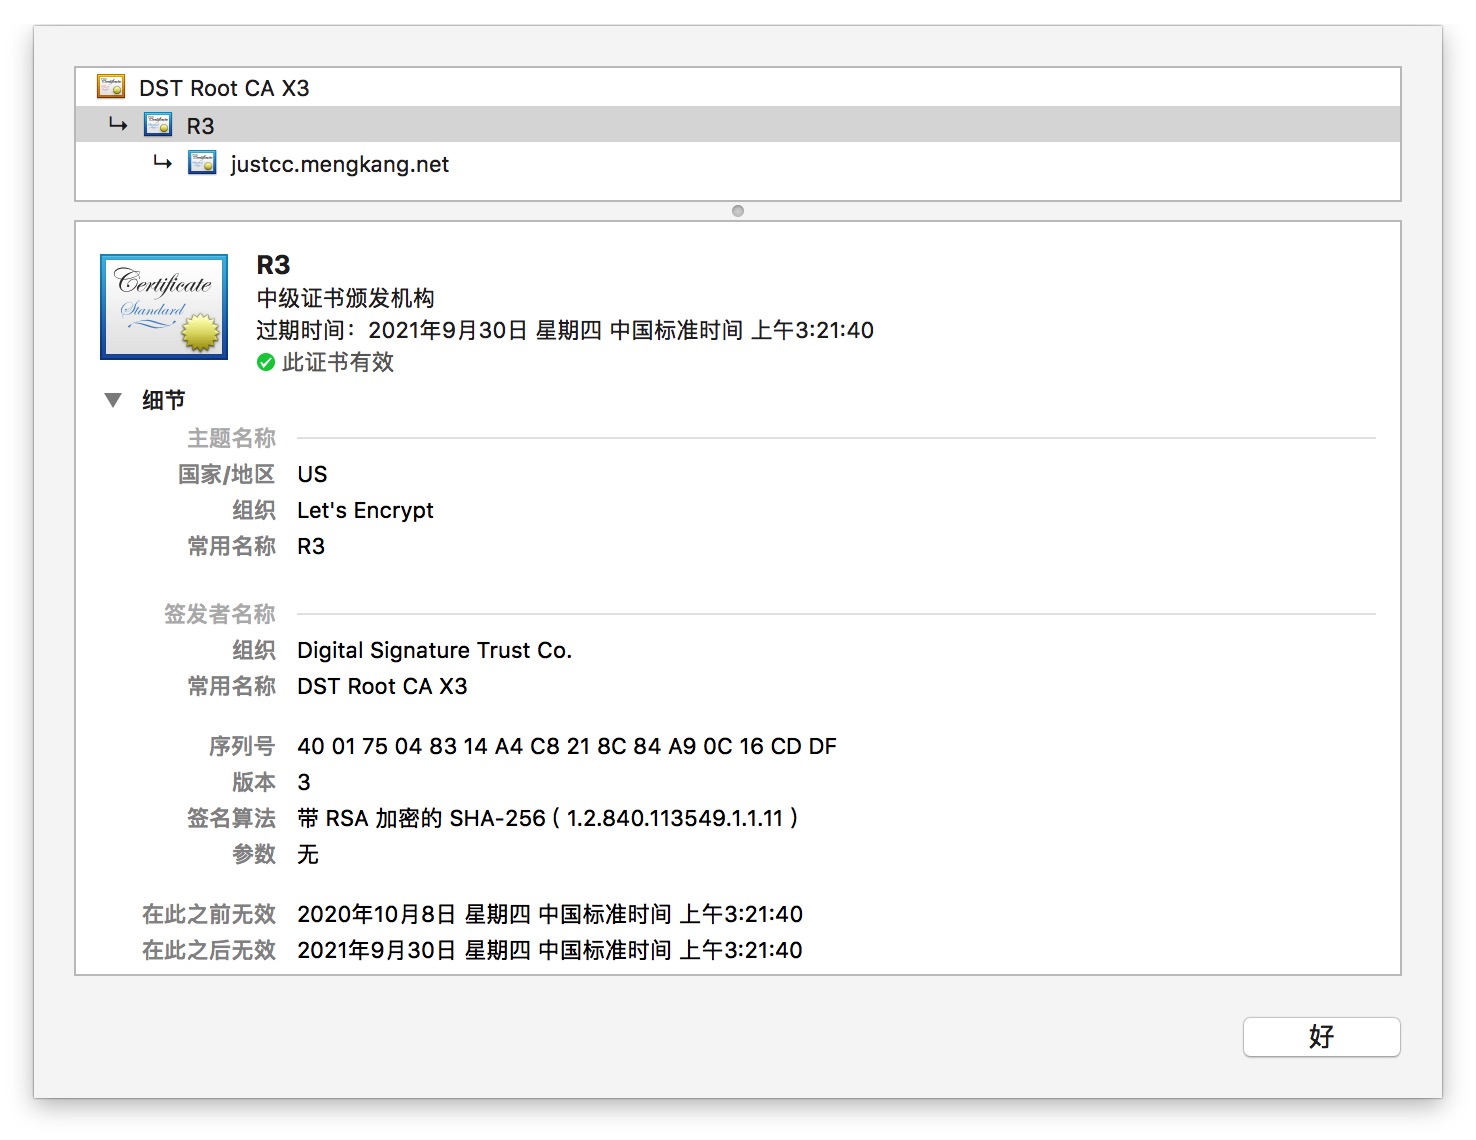 DST Root CA X3
R3
justcc.mengkang.net
Certificate
Standard
R3
中级证书颁发机构
过期时间：2021年9月30日 星期四 中国标准时间 上午3:21:40
此证书有效
细节
主题名称
国家/地区 US
组织 Let's Encrypt
常用名称 R3
签发者名称
组织 Digital Signature Trust Co.
常用名称 DST Root CA X3
序列号 40 01 75 04 83 14 A4 C8 21 8C 84 A9 0C 16 CD DF
版本 3
签名算法 带 RSA 加密的 SHA-256 ( 1.2.840.113549.1.1.11 )
参数 无
在此之前无效 2020年10月8日 星期四 中国标准时间 上午3:21:40
在此之后无效 2021年9月30日 星期四 中国标准时间 上午3:21:40
好